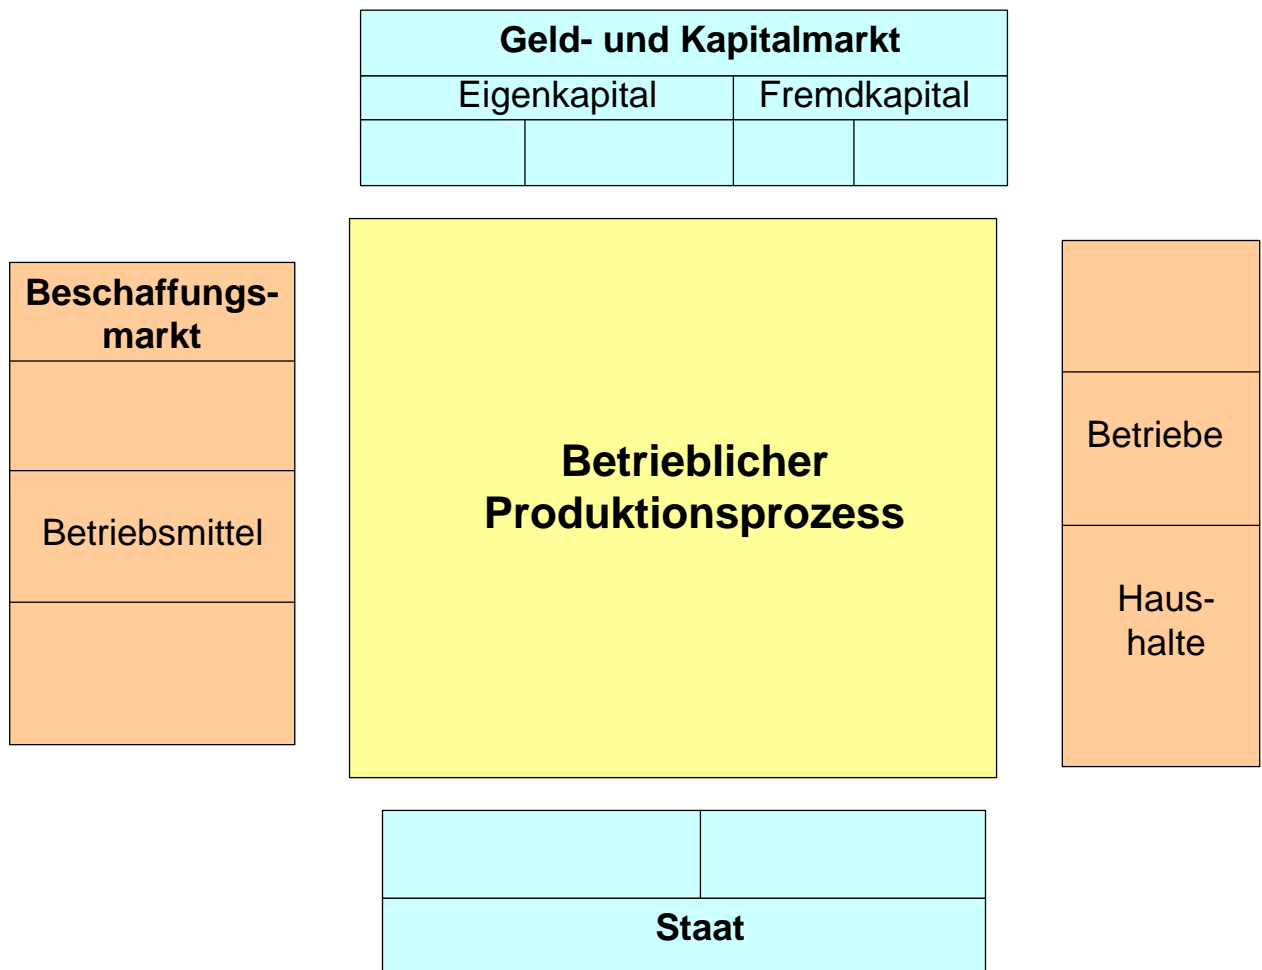 Geld- und Kapitalmarkt
Eigenkapital
Fremdkapital
Beschaffungs-
markt
Betriebsmittel
Betrieblicher
Produktionsprozess
Betriebe
Haus-
halte
Staat